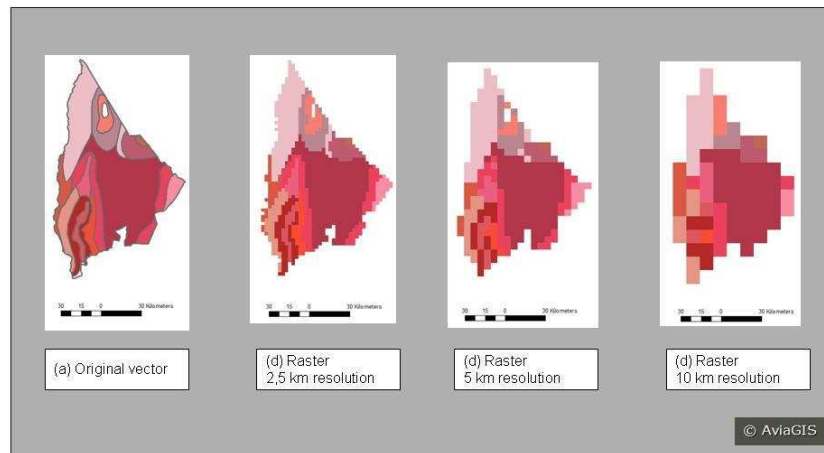 30 15 0 30 Kilometers
30 15 0 30 Kilometers
30 15 0 30 Kilometers
30 15 0 30 Kilometers
(a) Original vector
(d) Raster
2,5 km resolution
(d) Raster
5 km resolution
(d) Raster
10 km resolution
© AviaGIS